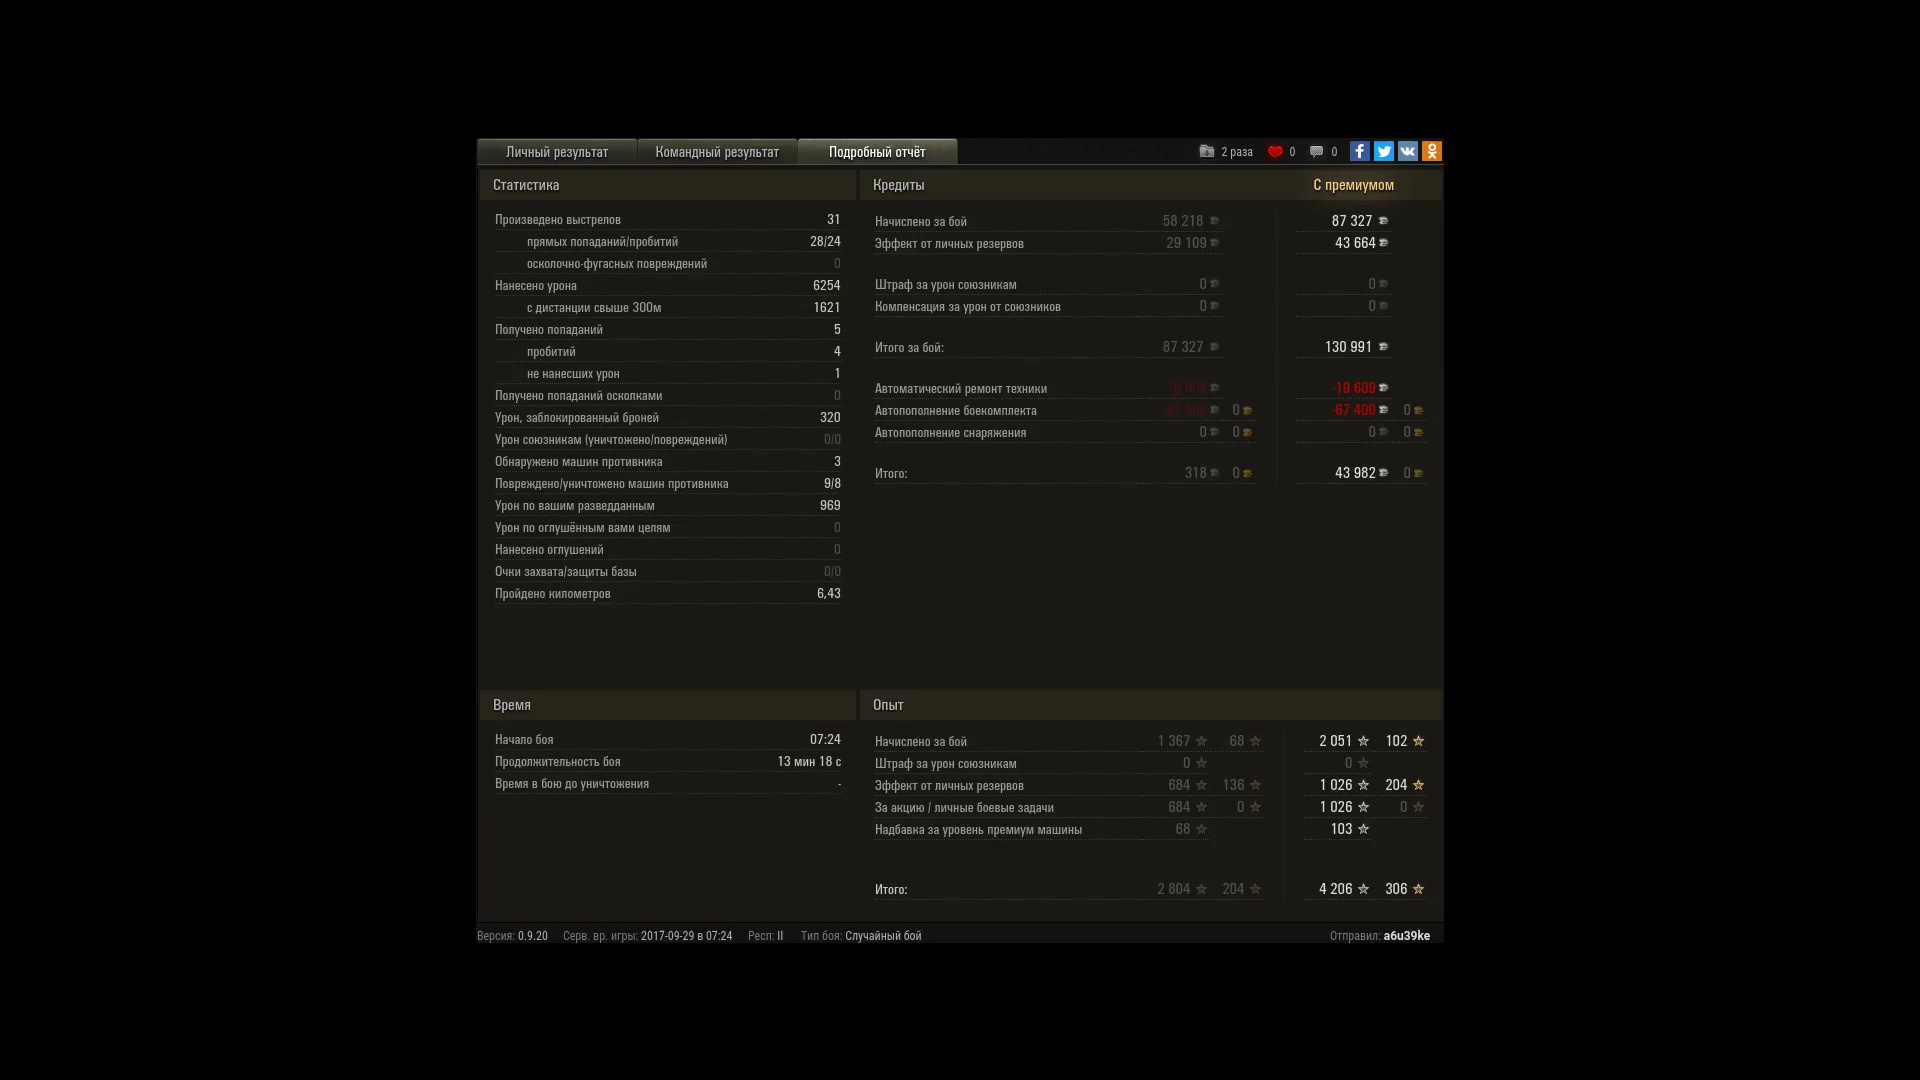 Личный результат Командный результат Подробный отчёт 2 раза 0 0
Статистика
Произведено выстрелов 31
прямых попаданий/пробитий 28/24
осколочно-фугасных повреждений 0
Нанесено урона 6254
с дистанции свыше 300м 1621
Получено попаданий 5
пробитий 4
не нанесших урон 1
Получено попаданий осколками 0
Урон, заблокированный броней 320
Урон союзникам (уничтожено/повреждений) 0/0
Обнаружено машин противника 3
Повреждено/уничтожено машин противника 9/8
Урон по вашим разведданным 969
Урон по оглушённым вами целям 0
Нанесено оглушений 0
Очки захвата/защиты базы 0/0
Пройдено километров 6,43
Кредиты С премиумом
Начислено за бой 58 218 87 327
Эффект от личных резервов 29 109 43 664
Штраф за урон союзникам 0 0
Компенсация за урон от союзников 0 0
Итого за бой: 87 327 130 991
Автоматический ремонт техники -19 609
Автопополнение боекомплекта 0 -67 400 0
Автопополнение снаряжения 0 0 0 0
Итого: 318 0 43 982 0
Время
Начало боя 07:24
Продолжительность боя 13 мин 18 с
Время в бою до уничтожения -
Опыт
Начислено за бой 1 367 68 2 051 102
Штраф за урон союзникам 0 0
Эффект от личных резервов 684 136 1 026 204
За акцию / личные боевые задачи 684 0 1 026 0
Надбавка за уровень премиум машины 68 103
Итого: 2 804 204 4 206 306
Версия: 0.9.20 Серв. вр. игры: 2017-09-29 в 07:24 Респ: II Тип боя: Случайный бой Отправил: a6u39ke